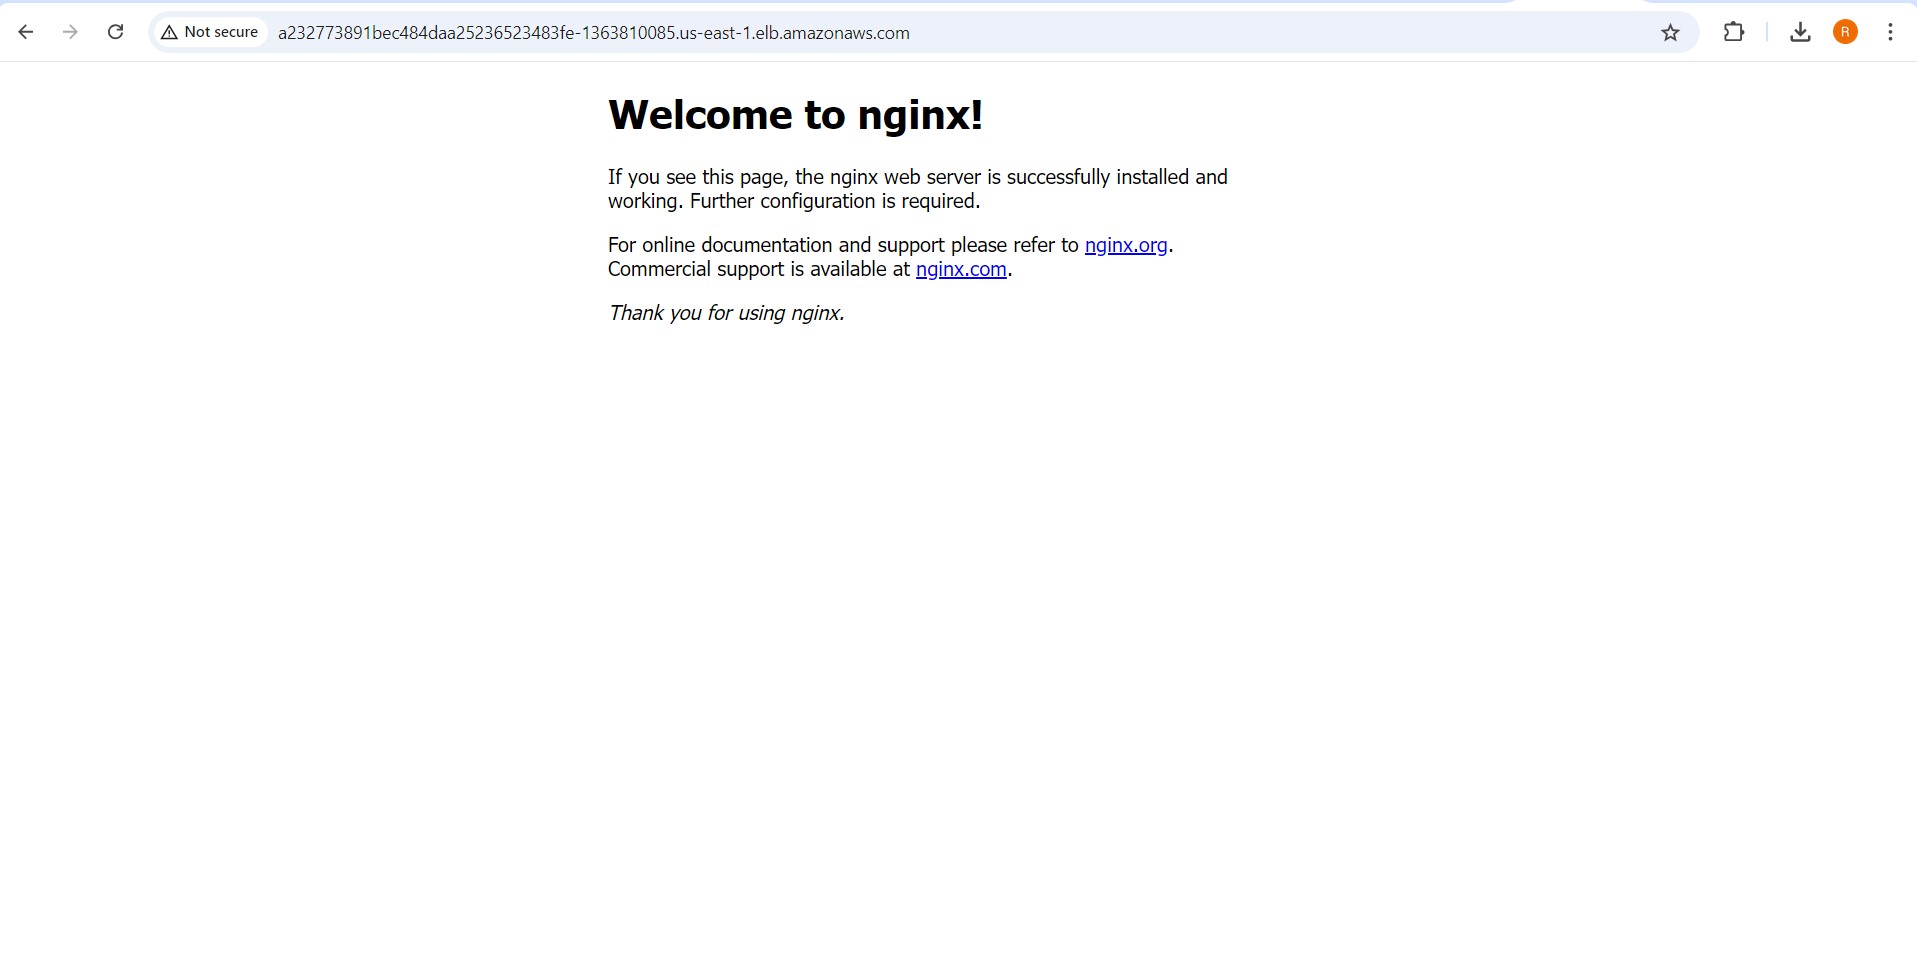 Not secure
a232773891bec484daa25236523483fe-1363810085.us-east-1.elb.amazonaws.com
R
Welcome to nginx!
If you see this page, the nginx web server is successfully installed and
working. Further configuration is required.
For online documentation and support please refer to nginx.org.
Commercial support is available at nginx.com.
Thank you for using nginx.